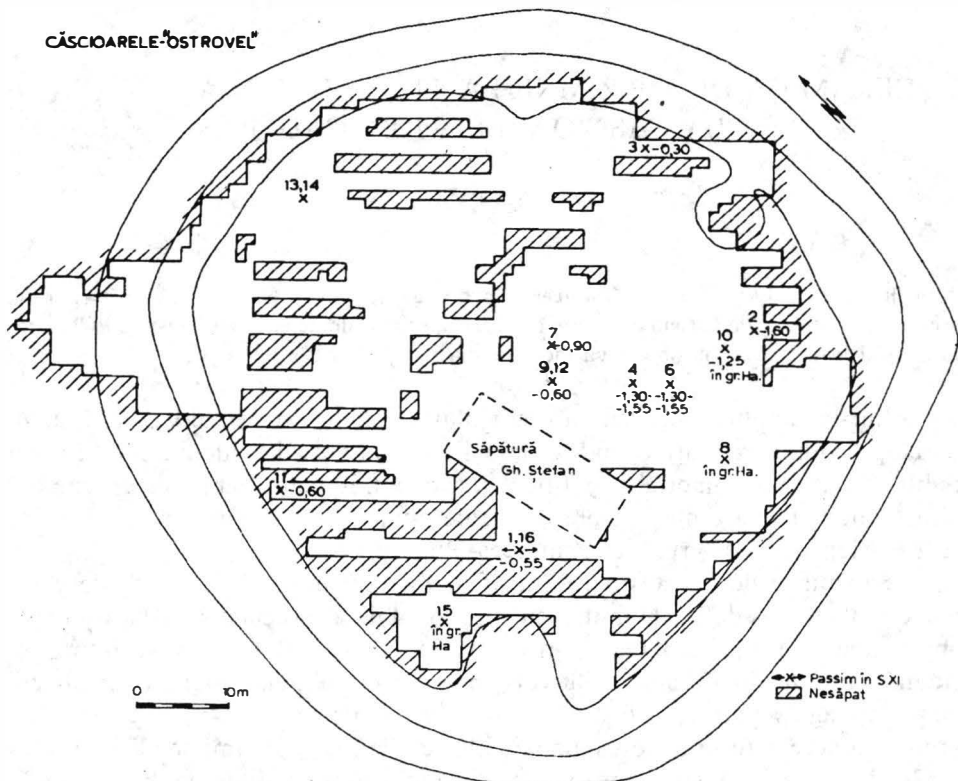 CĂSCIOARELE-"OSTROVEL"
3 x-0,30
13,14
x
2
x-1,60
7
x-0,90
10
x
-1,25
în gr. Ha.
9,12
x
-0,60
4
x
-1,30-
-1,55
6
x
-1,30-
-1,55
Săpătură
Gh. Ștefan
8
x
în gr. Ha.
11
x-0,60
1,16
←x→
-0,55
15
x
în gr.
Ha
0 10m
←x→ Passim în S XI
Nesăpat